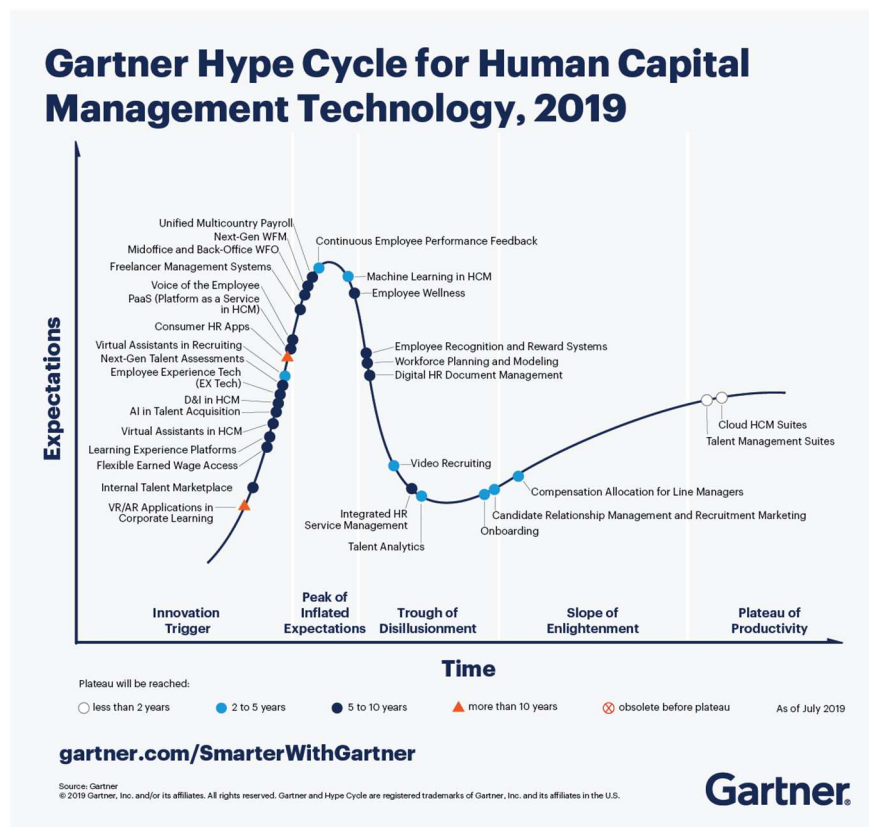 Gartner Hype Cycle for Human Capital
Management Technology, 2019
Expectations
Unified Multicountry Payroll
Next-Gen WFM
Midoffice and Back-Office WFO
Freelancer Management Systems
Voice of the Employee
PaaS (Platform as a Service
in HCM)
Consumer HR Apps
Virtual Assistants in Recruiting
Next-Gen Talent Assessments
Employee Experience Tech
(EX Tech)
D&I in HCM
AI in Talent Acquisition
Virtual Assistants in HCM
Learning Experience Platforms
Flexible Earned Wage Access
Internal Talent Marketplace
VR/AR Applications in
Corporate Learning
Continuous Employee Performance Feedback
Machine Learning in HCM
Employee Wellness
Employee Recognition and Reward Systems
Workforce Planning and Modeling
Digital HR Document Management
Video Recruiting
Integrated HR
Service Management
Talent Analytics
Onboarding
Candidate Relationship Management and Recruitment Marketing
Compensation Allocation for Line Managers
Cloud HCM Suites
Talent Management Suites
Innovation
Trigger
Peak of
Inflated
Expectations
Trough of
Disillusionment
Slope of
Enlightenment
Plateau of
Productivity
Time
Plateau will be reached:
less than 2 years
2 to 5 years
5 to 10 years
more than 10 years
obsolete before plateau
As of July 2019
gartner.com/SmarterWithGartner
Source: Gartner
© 2019 Gartner, Inc. and/or its affiliates. All rights reserved. Gartner and Hype Cycle are registered trademarks of Gartner, Inc. and its affiliates in the U.S.
Gartner®